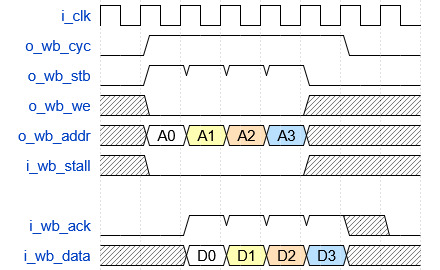 i_clk
o_wb_cyc
o_wb_stb
o_wb_we
o_wb_addr A0 A1 A2 A3
i_wb_stall
i_wb_ack
i_wb_data D0 D1 D2 D3